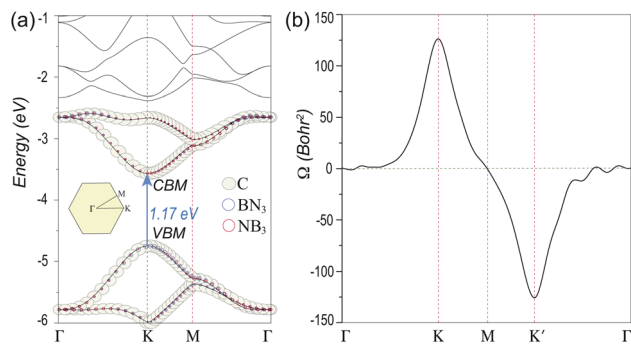 (a)
Energy (eV)
-1
-2
-3
-4
-5
-6
CBM
1.17 eV
VBM
C
BN₃
NB₃
M
Γ
K
Γ K M Γ
(b)
Ω (Bohr²)
150
100
50
0
-50
-100
-150
Γ K M K′ Γ